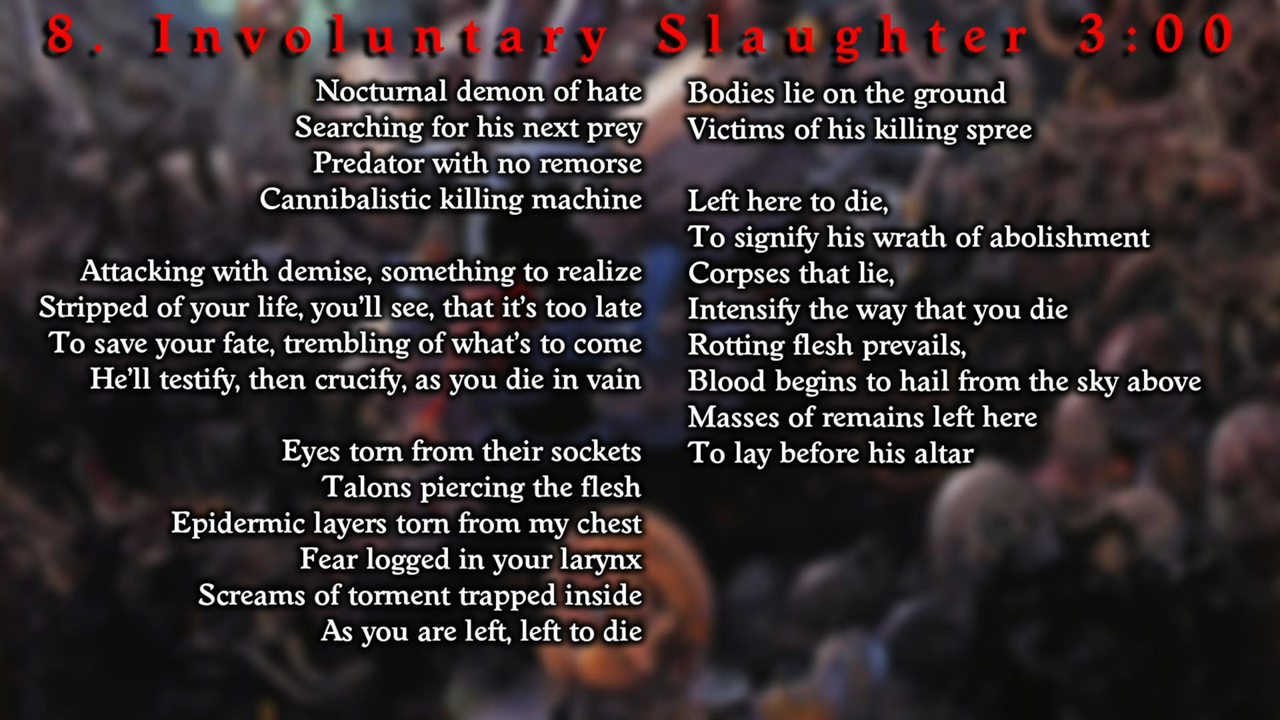 8. Involuntary Slaughter 3:00
Nocturnal demon of hate
Searching for his next prey
Predator with no remorse
Cannibalistic killing machine
Attacking with demise, something to realize
Stripped of your life, you'll see, that it's too late
To save your fate, trembling of what's to come
He'll testify, then crucify, as you die in vain
Eyes torn from their sockets
Talons piercing the flesh
Epidermic layers torn from my chest
Fear logged in your larynx
Screams of torment trapped inside
As you are left, left to die
Bodies lie on the ground
Victims of his killing spree
Left here to die,
To signify his wrath of abolishment
Corpses that lie,
Intensify the way that you die
Rotting flesh prevails,
Blood begins to hail from the sky above
Masses of remains left here
To lay before his altar